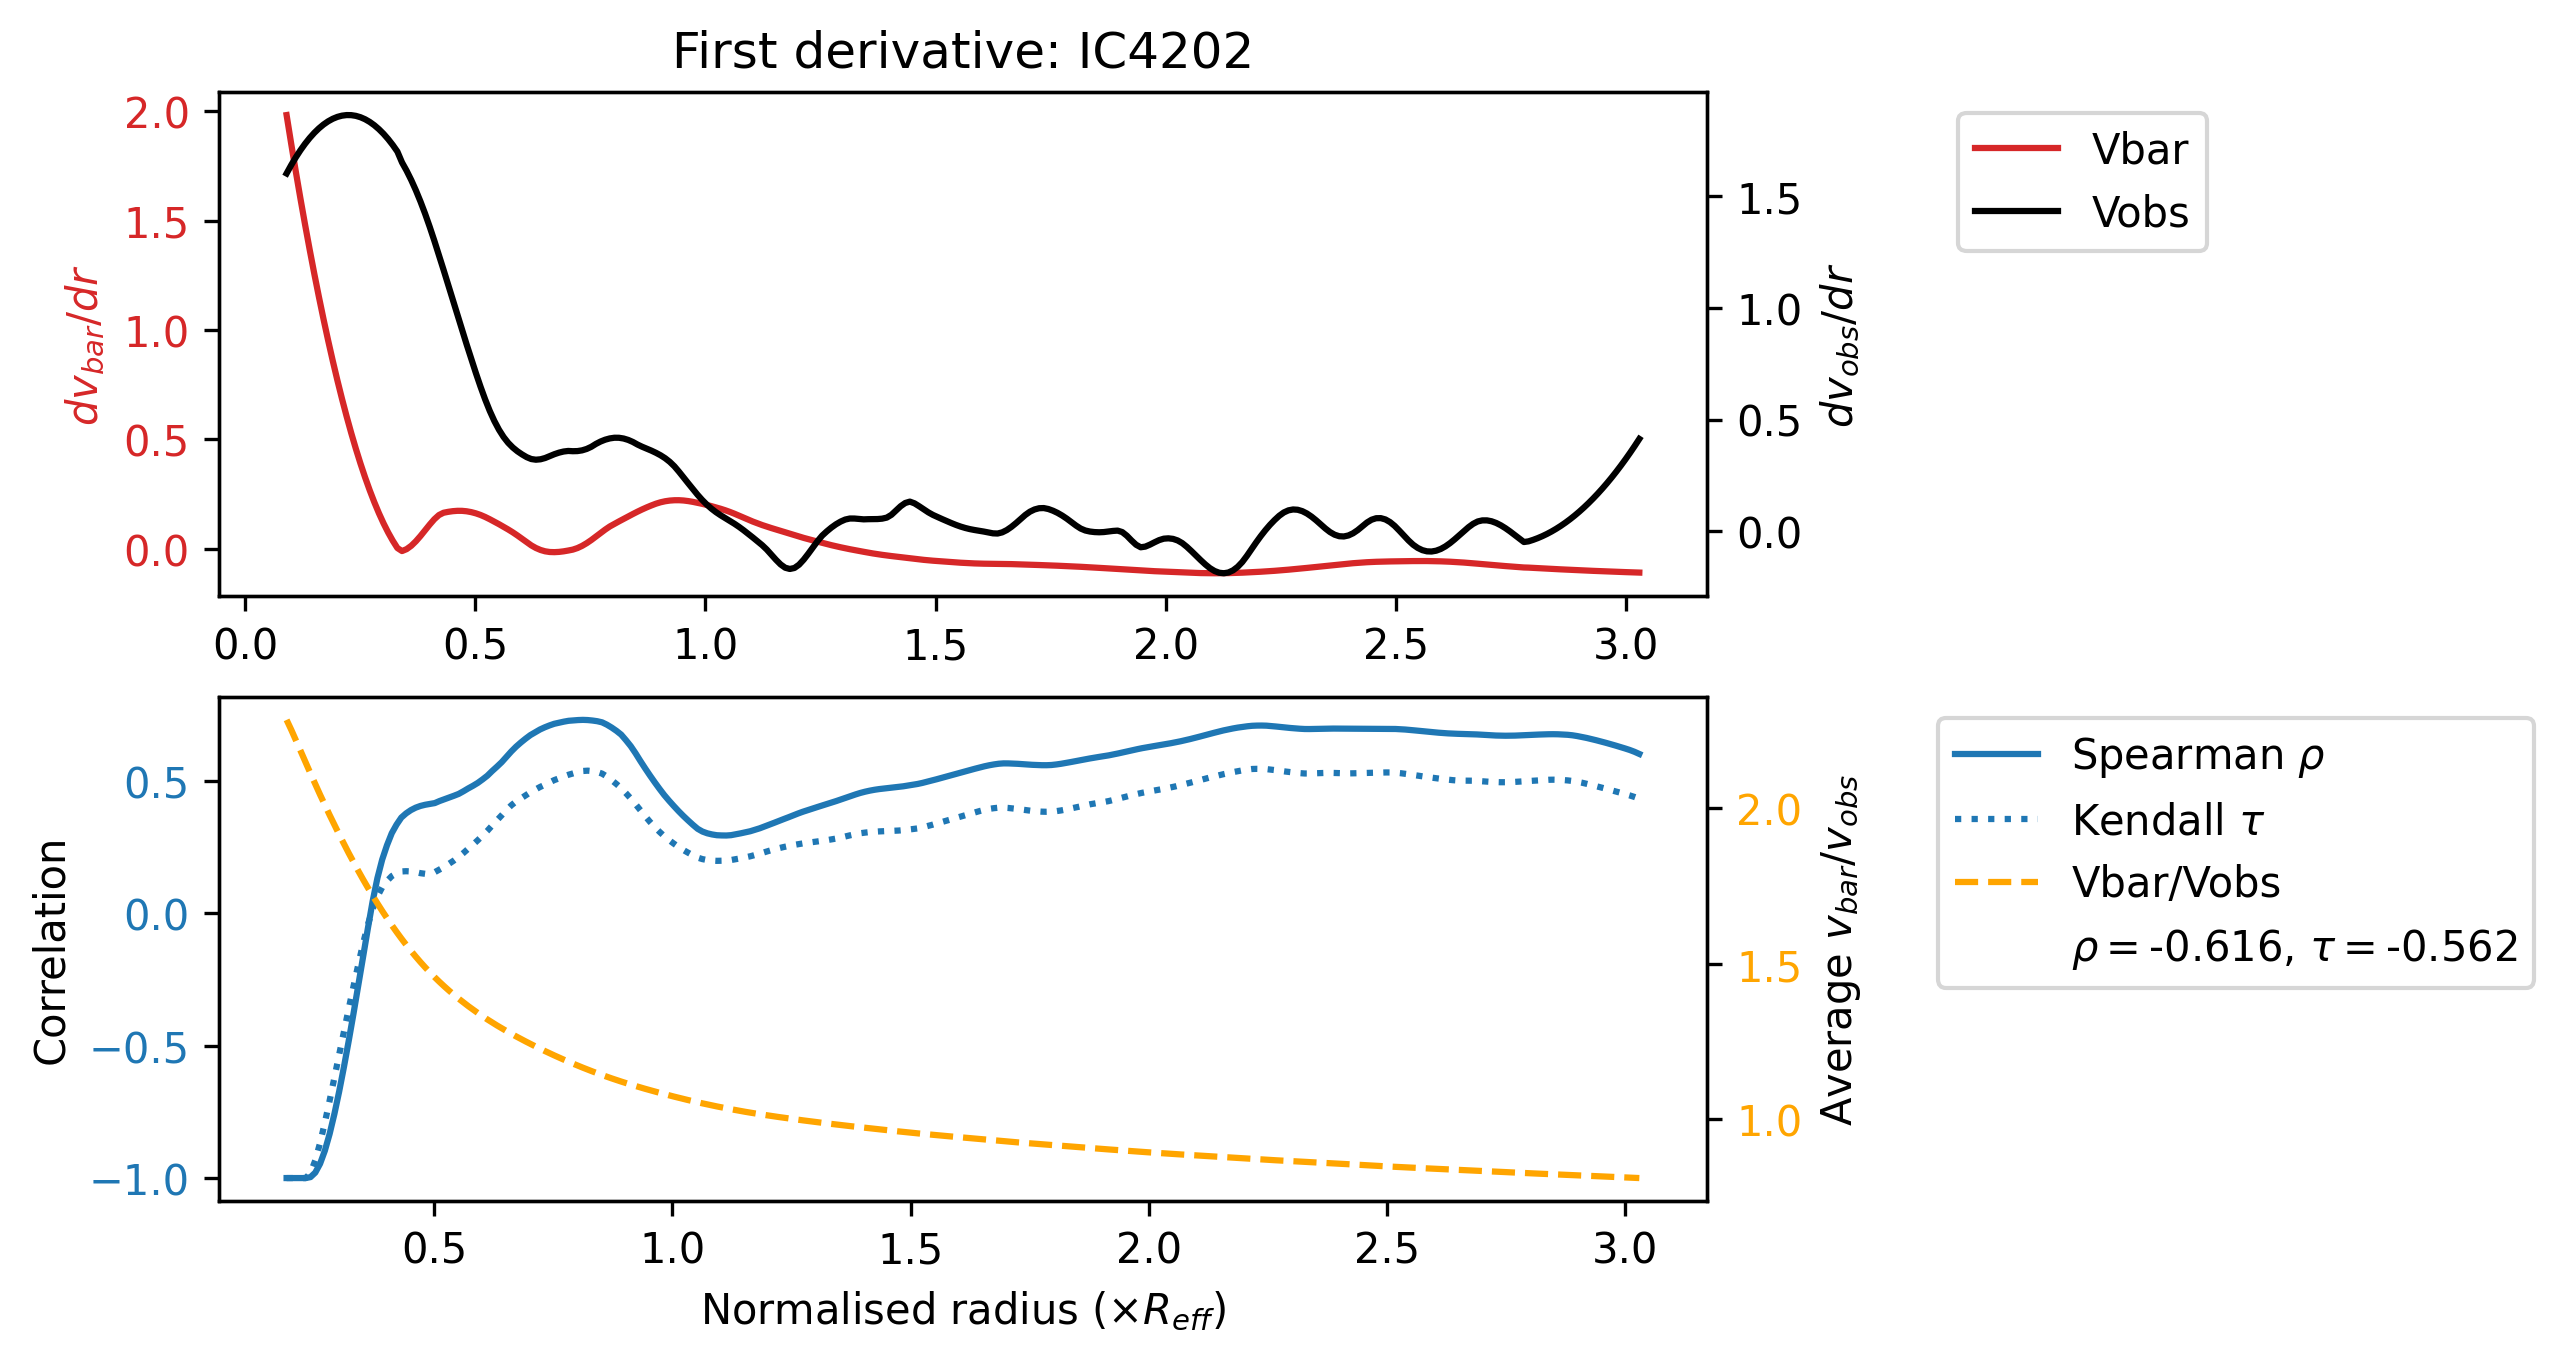 First derivative: IC4202
2.0
1.5
1.0
0.5
0.0
dv_bar/dr
1.5
1.0
0.5
0.0
dv_obs/dr
Vbar
Vobs
0.0 0.5 1.0 1.5 2.0 2.5 3.0
0.5
0.0
−0.5
−1.0
Correlation
2.0
1.5
1.0
Average v_bar/v_obs
Spearman ρ
Kendall τ
Vbar/Vobs
ρ = -0.616, τ = -0.562
0.5 1.0 1.5 2.0 2.5 3.0
Normalised radius (×R_eff)